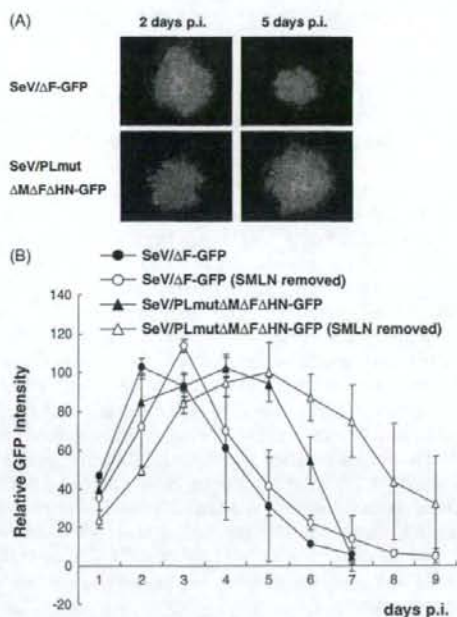 (A)
2 days p.i.
5 days p.i.
SeV/ΔF-GFP
SeV/PLmut
ΔMΔFΔHN-GFP
(B)
SeV/ΔF-GFP
SeV/ΔF-GFP (SMLN removed)
SeV/PLmutΔMΔFΔHN-GFP
SeV/PLmutΔMΔFΔHN-GFP (SMLN removed)
Relative GFP Intensity
140
120
100
80
60
40
20
0
-20
1 2 3 4 5 6 7 8 9
days p.i.